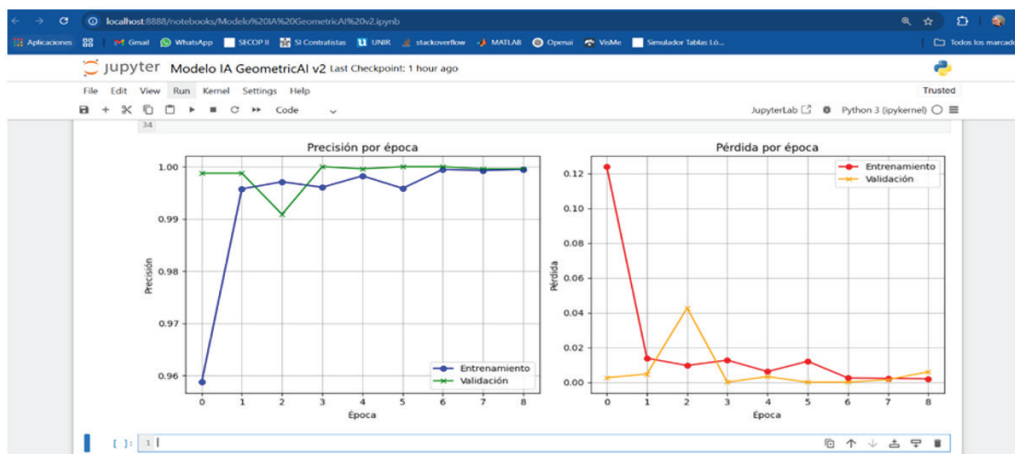 localhost:8888/notebooks/Modelo%20IA%20GeometricAI%20v2.ipynb
Aplicaciones Gmail WhatsApp SECOP II SI Contratistas UNIR stackoverflow MATLAB Openai VisMe Simulador Tablas Ló... Todos los marcado
jupyter Modelo IA GeometricAI v2 Last Checkpoint: 1 hour ago
File Edit View Run Kernel Settings Help Trusted
Code JupyterLab Python 3 (ipykernel)
34
Precisión por época
1.00
0.99
0.98
0.97
0.96
Precisión
Entrenamiento
Validación
0 1 2 3 4 5 6 7 8
Época
Pérdida por época
0.12
0.10
0.08
0.06
0.04
0.02
0.00
Pérdida
Entrenamiento
Validación
0 1 2 3 4 5 6 7 8
Época
[ ]: 1